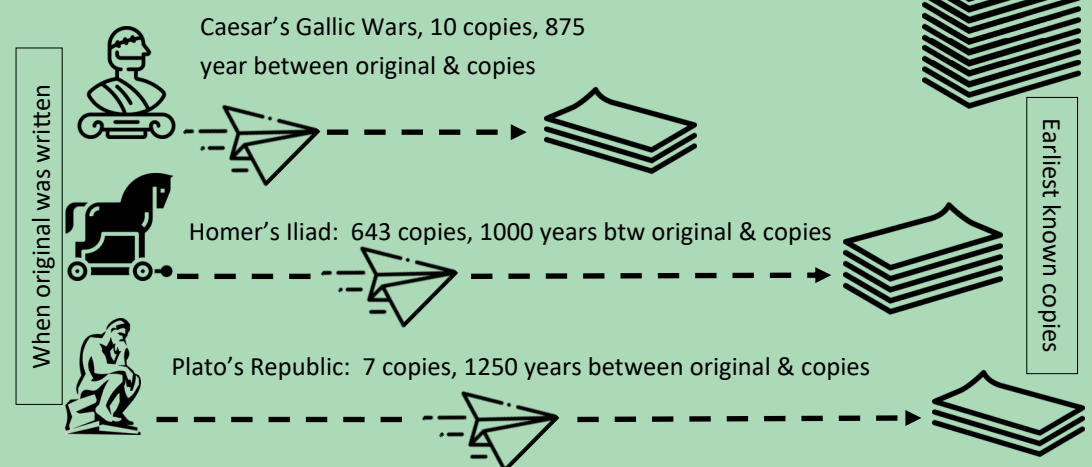 Caesar's Gallic Wars, 10 copies, 875
year between original & copies
When original was written
Earliest known copies
Homer's Iliad: 643 copies, 1000 years btw original & copies
Plato's Republic: 7 copies, 1250 years between original & copies